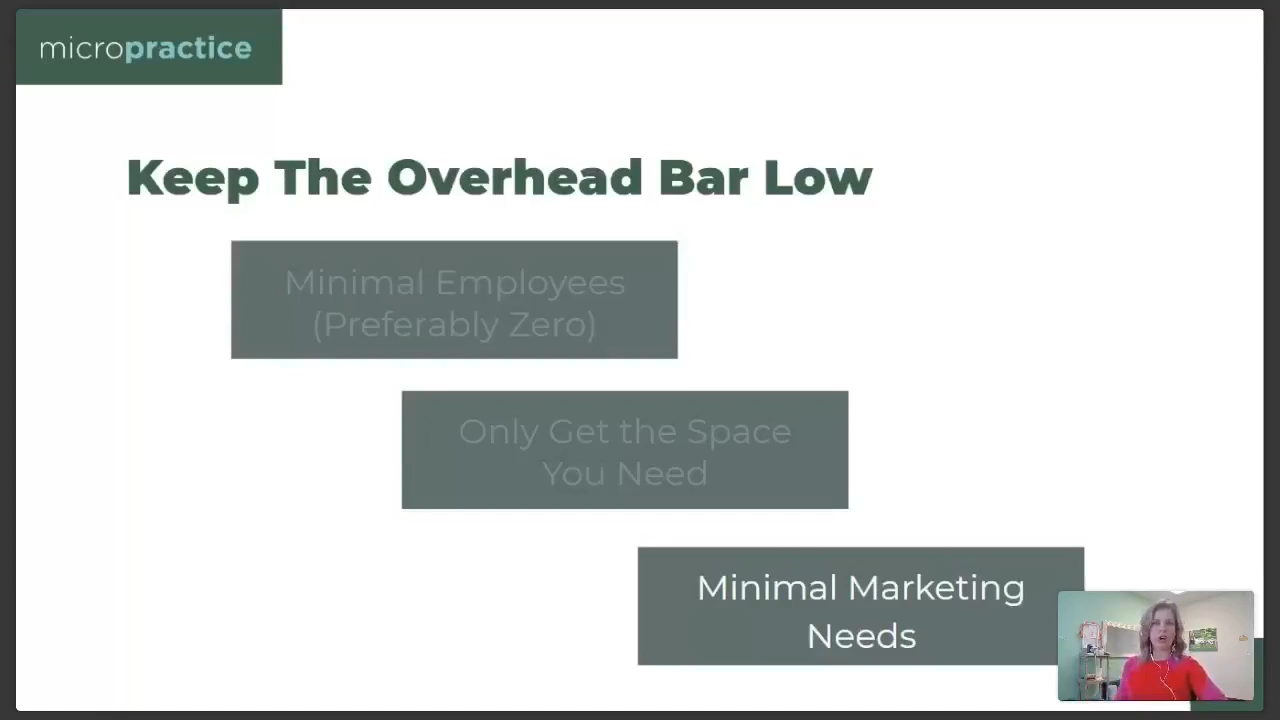 micropractice
Keep The Overhead Bar Low
Minimal Employees
(Preferably Zero)
Only Get the Space
You Need
Minimal Marketing
Needs